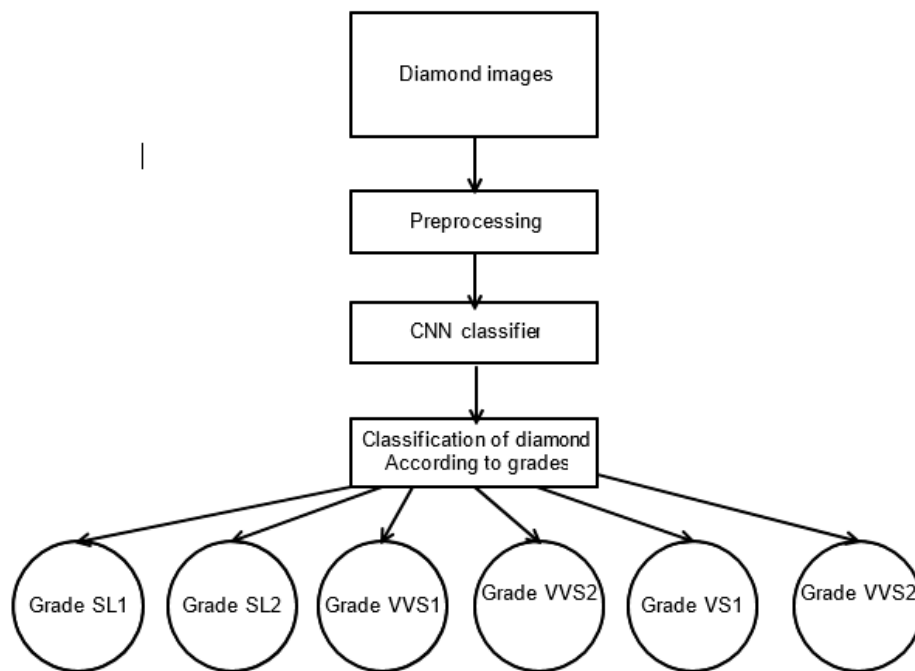 Diamond images
Preprocessing
CNN classifier
Classification of diamond
According to grades
Grade SL1
Grade SL2
Grade VVS1
Grade VVS2
Grade VS1
Grade VVS2